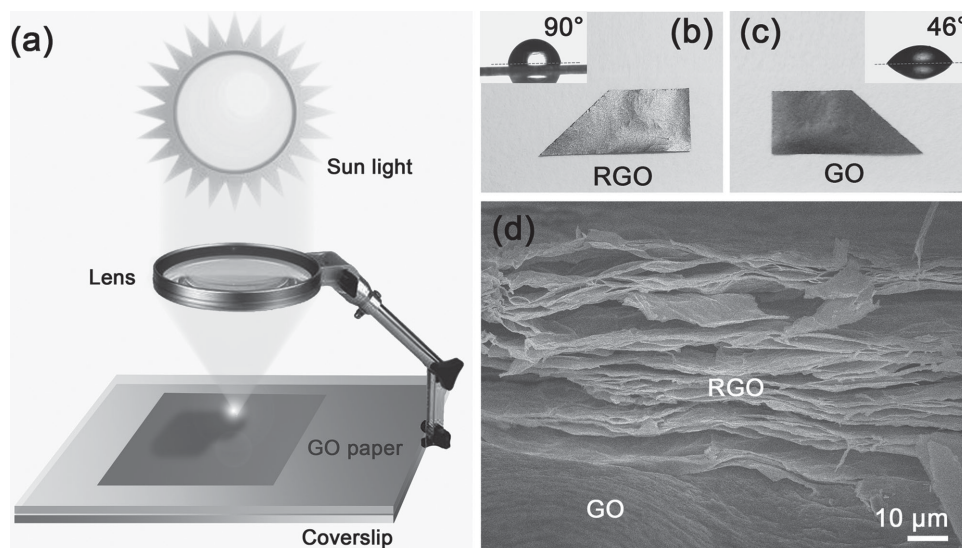 (a)
Sun light
Lens
GO paper
Coverslip
90°
(b)
RGO
(c)
46°
GO
(d)
RGO
GO
10 µm